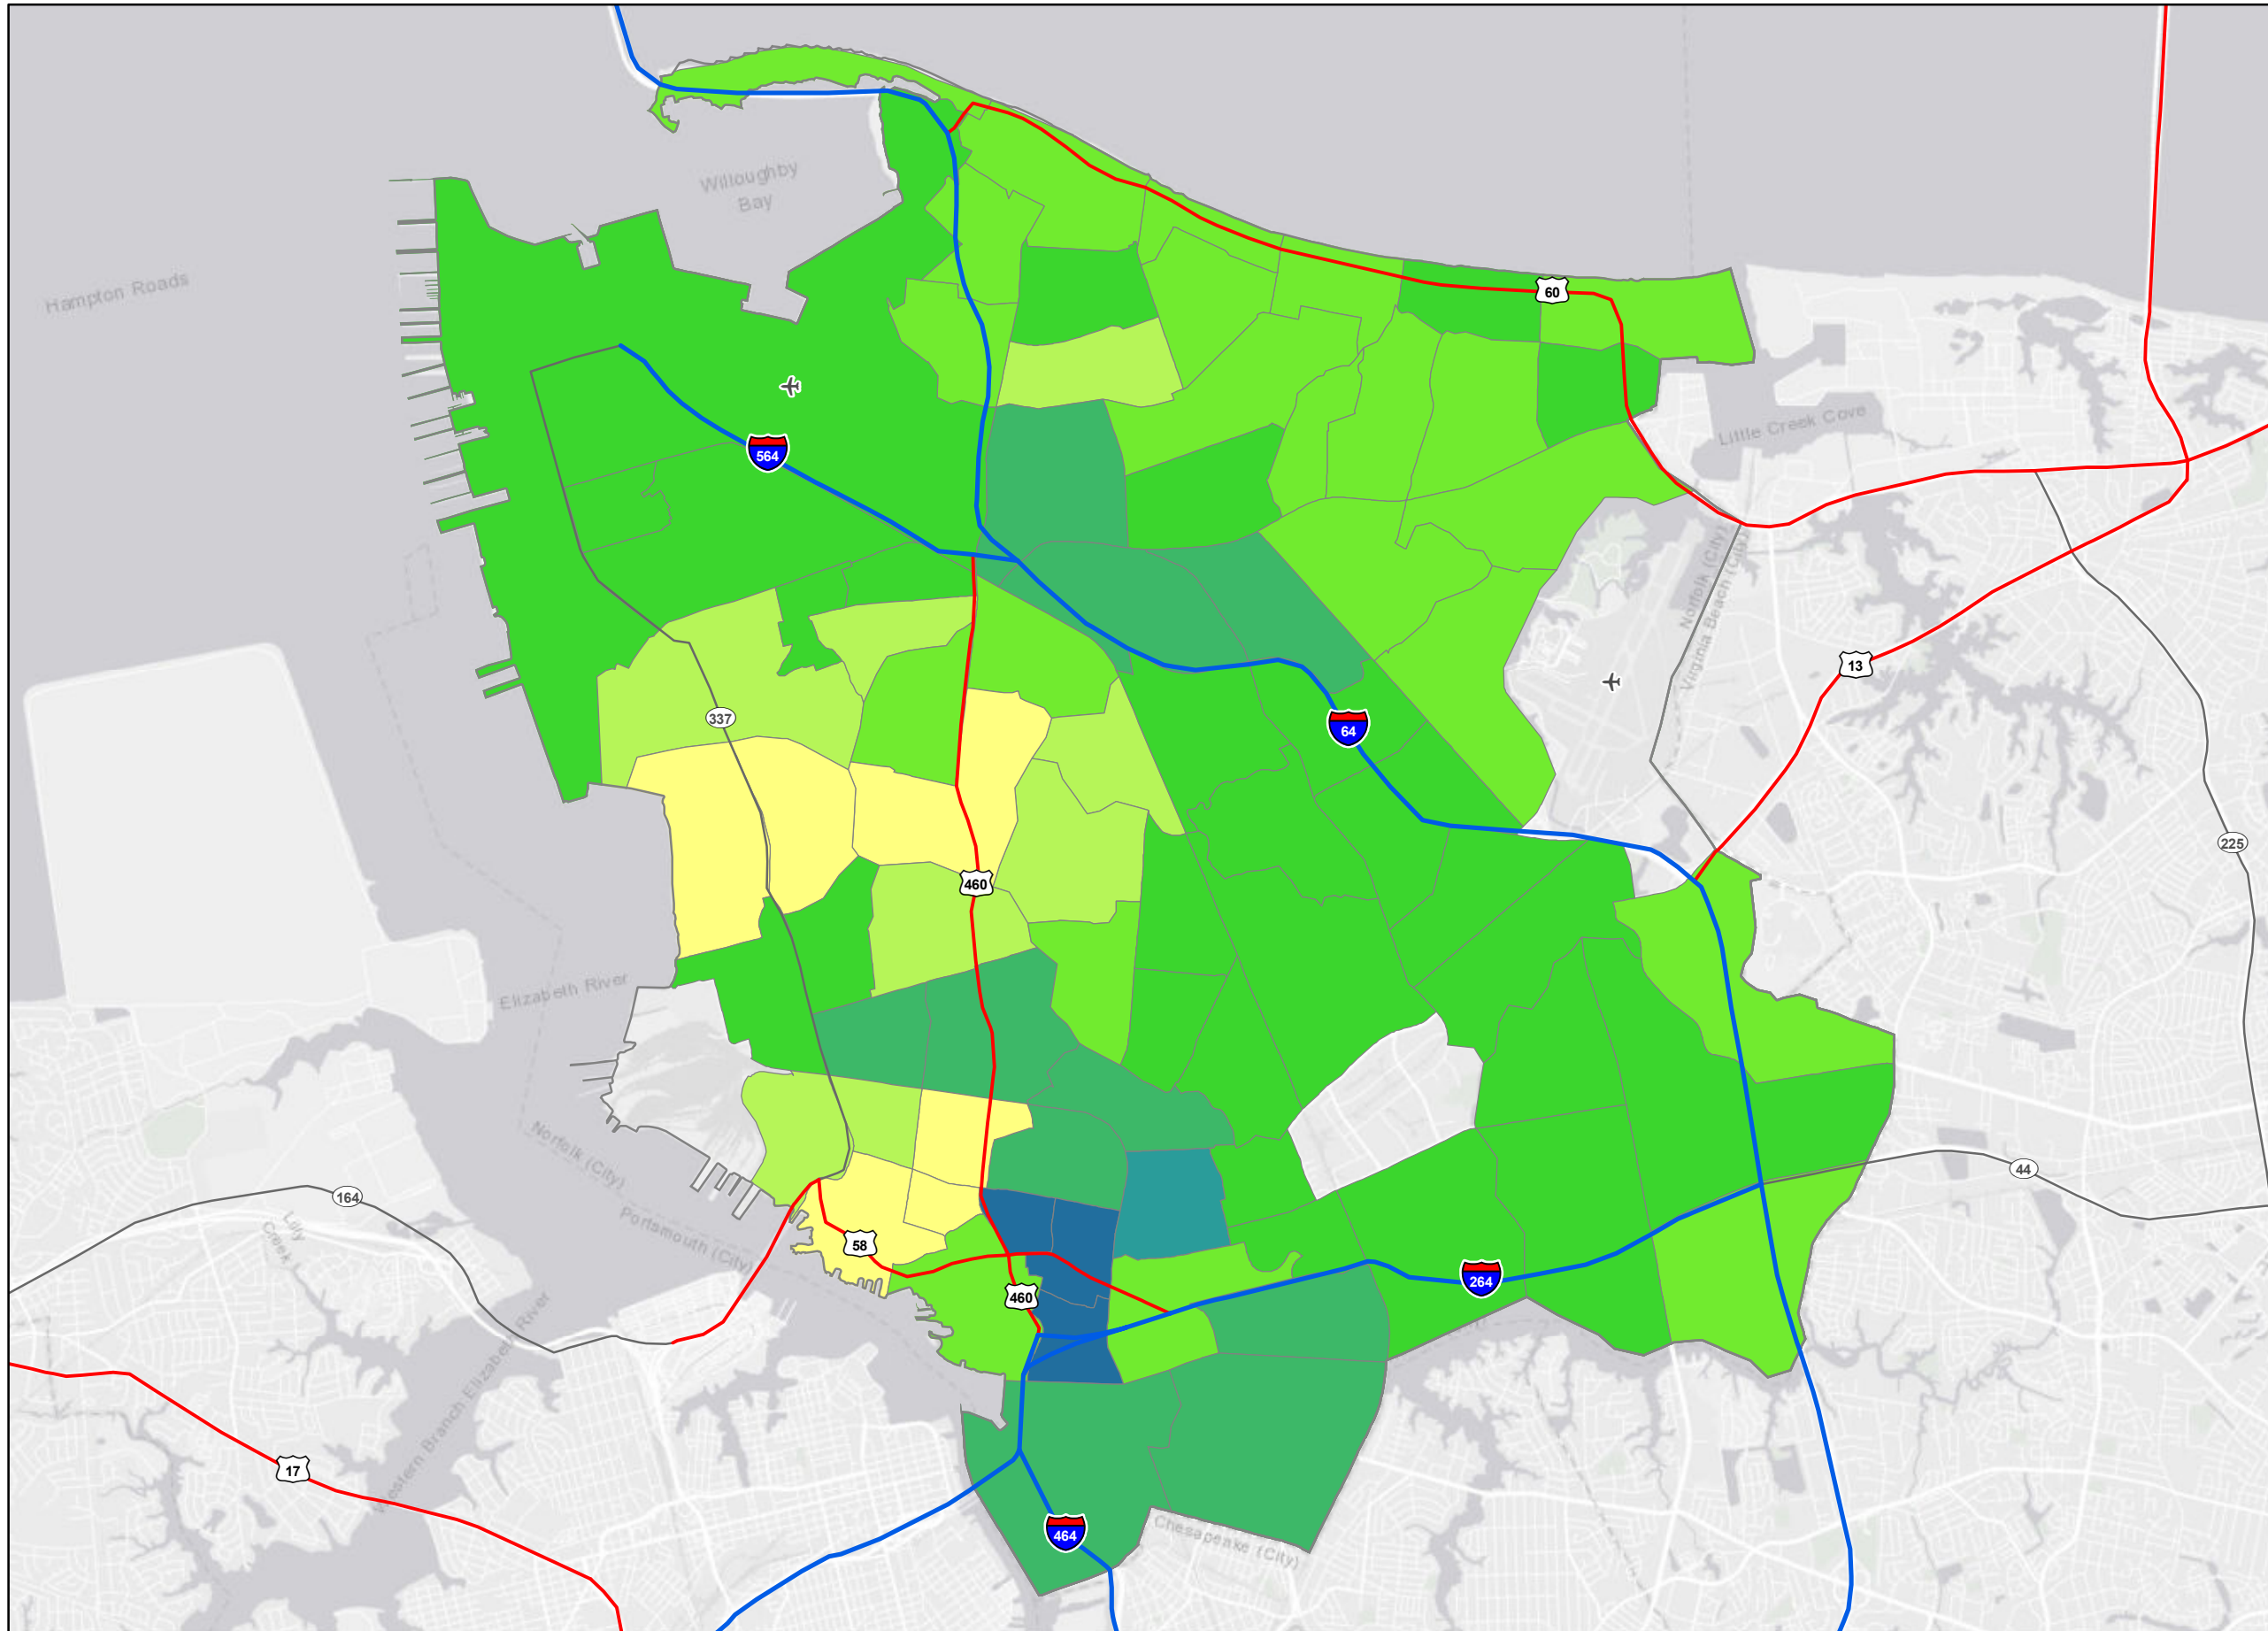 Willoughby
Bay
Hampton Roads
60
Little Creek Cove
564
Norfolk (City)
Virginia Beach (City)
13
337
64
225
460
Elizabeth River
Norfolk (City)
44
164
Lilly
Creek
Portsmouth (City)
58
264
460
Western Branch Elizabeth River
17
464
Chesapeake (City)